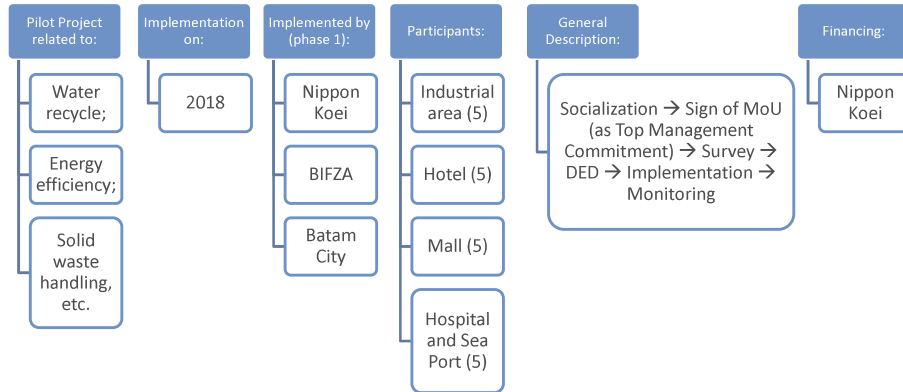 Pilot Project
related to:
Water
recycle;
Energy
efficiency;
Solid
waste
handling,
etc.
Implementation
on:
2018
Implemented by
(phase 1):
Nippon
Koei
BIFZA
Batam
City
Participants:
Industrial
area (5)
Hotel (5)
Mall (5)
Hospital
and Sea
Port (5)
General
Description:
Socialization → Sign of MoU
(as Top Management
Commitment) → Survey →
DED → Implementation →
Monitoring
Financing:
Nippon
Koei